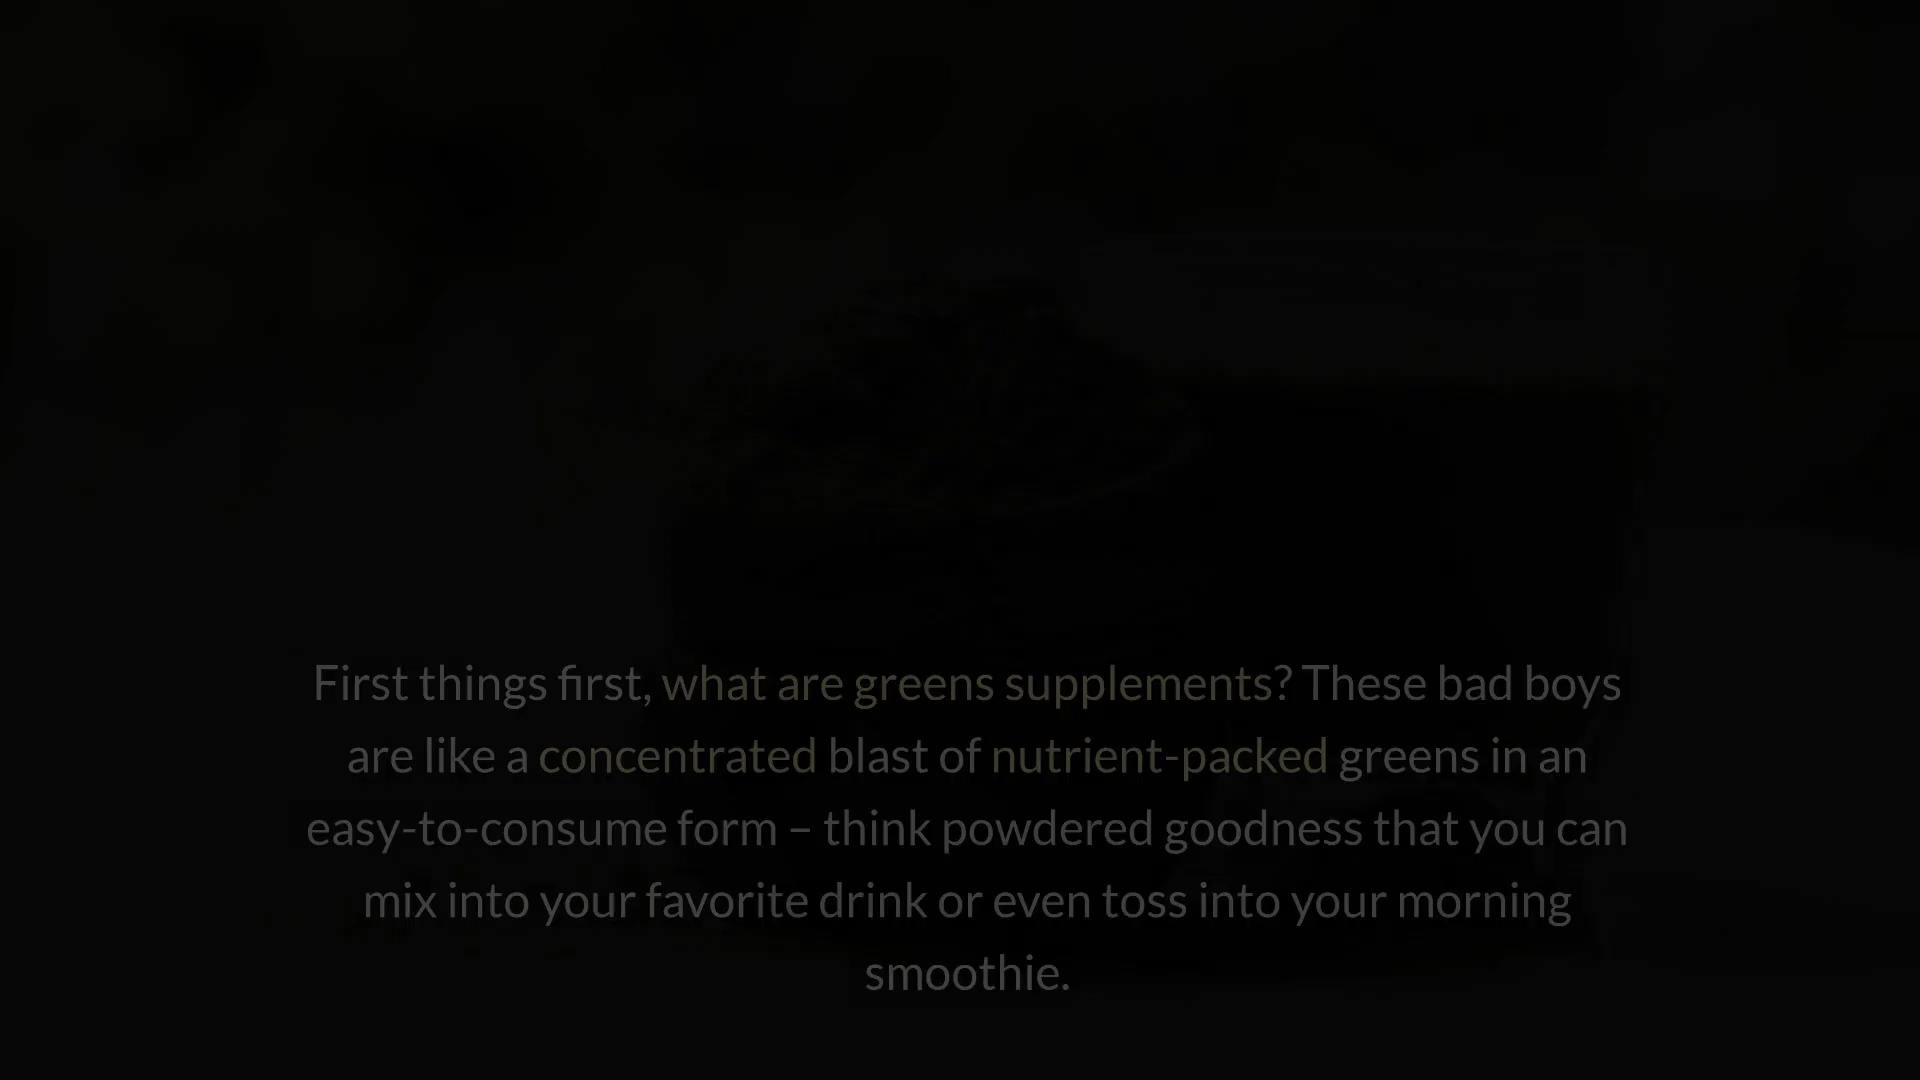 First things first, what are greens supplements? These bad boys
are like a concentrated blast of nutrient-packed greens in an
easy-to-consume form – think powdered goodness that you can
mix into your favorite drink or even toss into your morning
smoothie.